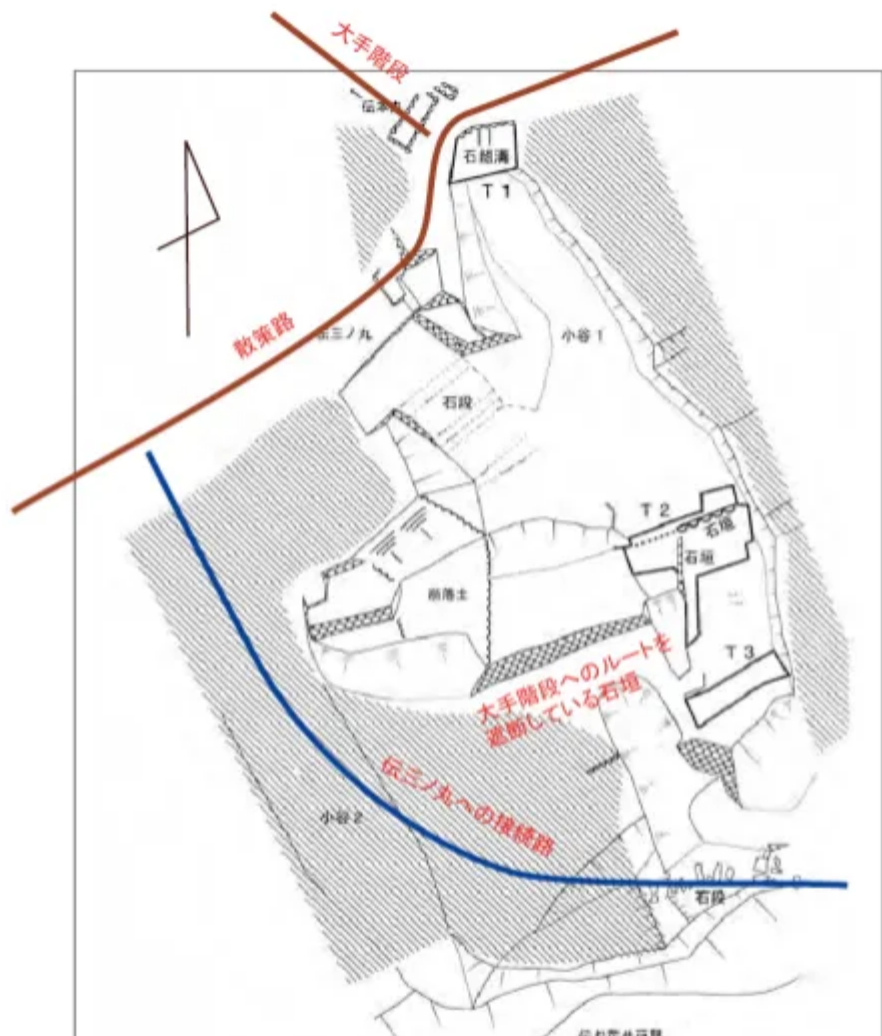 大手階段
伝本丸
石組溝
T 1
散策路
伝三ノ丸
小谷1
石段
T 2
石垣
石垣
崩落土
T 3
大手階段へのルートを
遮断している石垣
伝三ノ丸への接続路
小谷2
石段